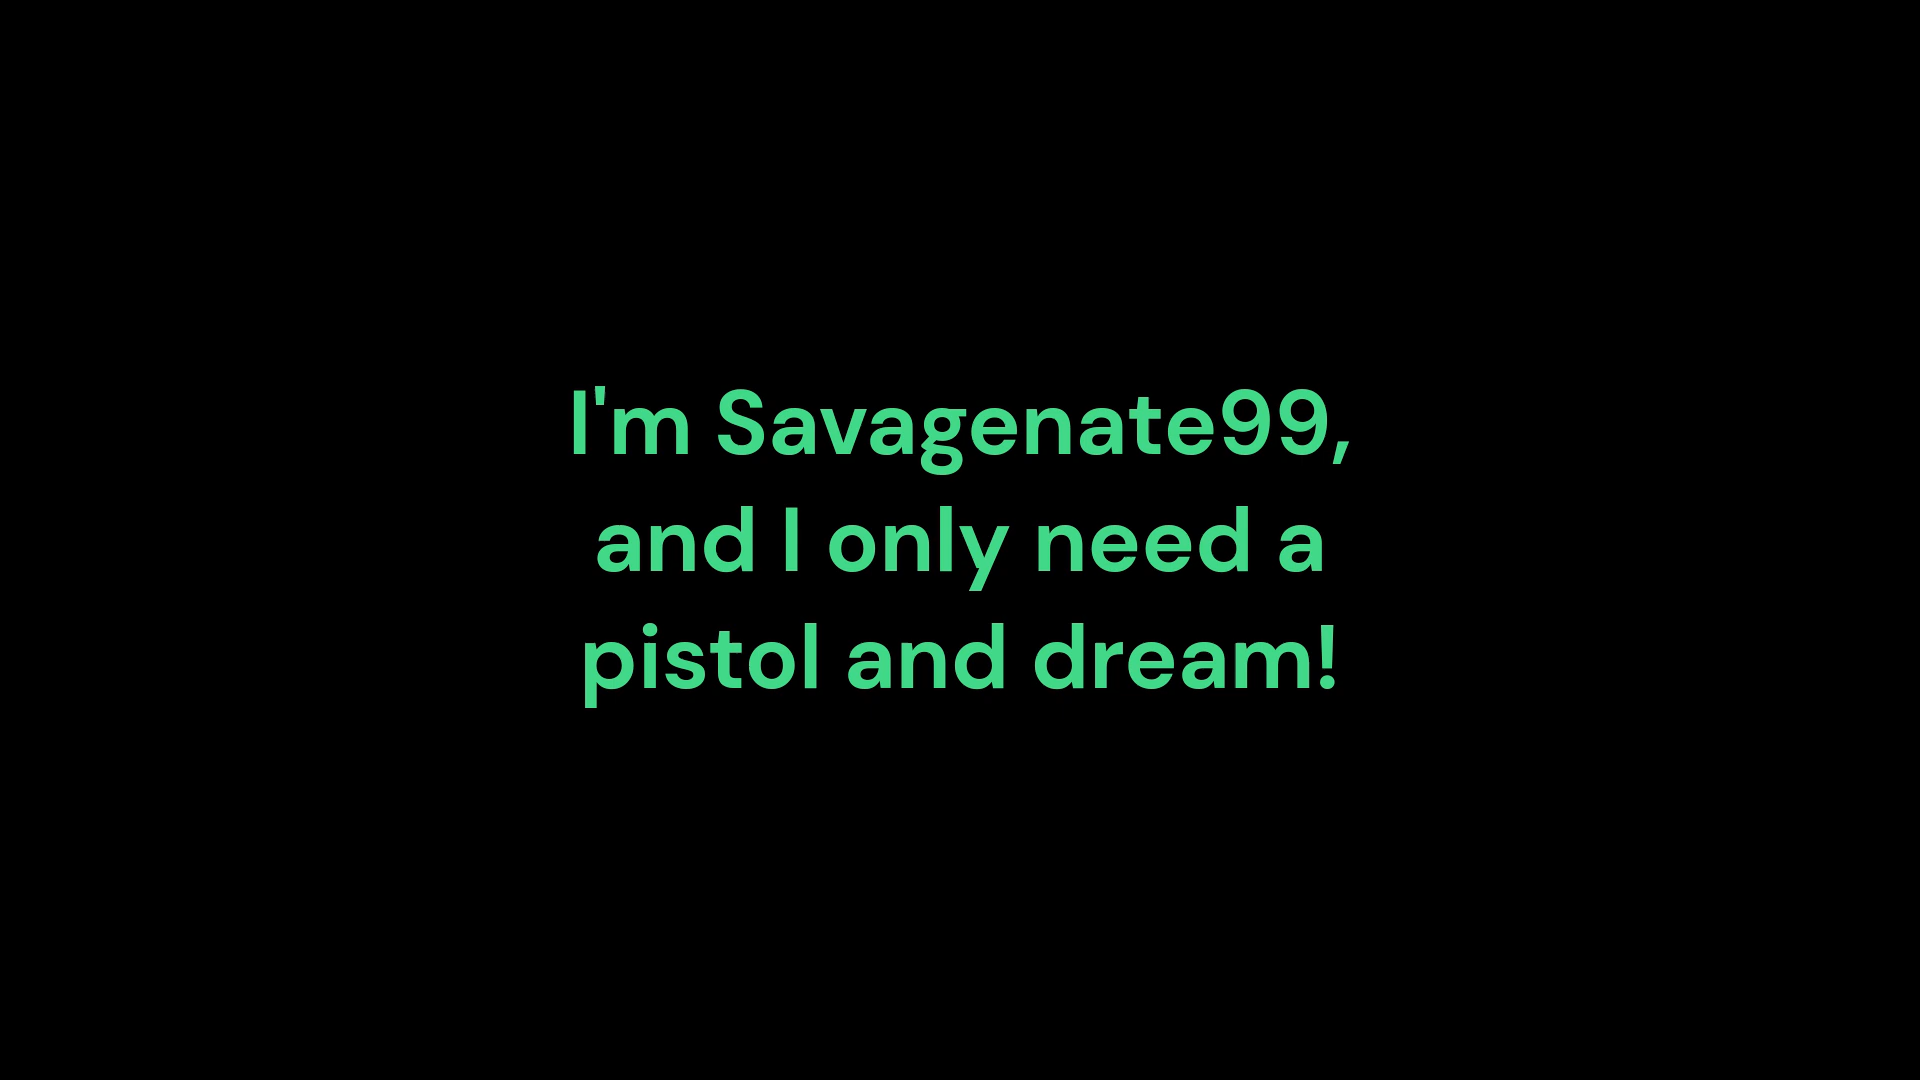 I'm Savagenate99,
and I only need a
pistol and dream!